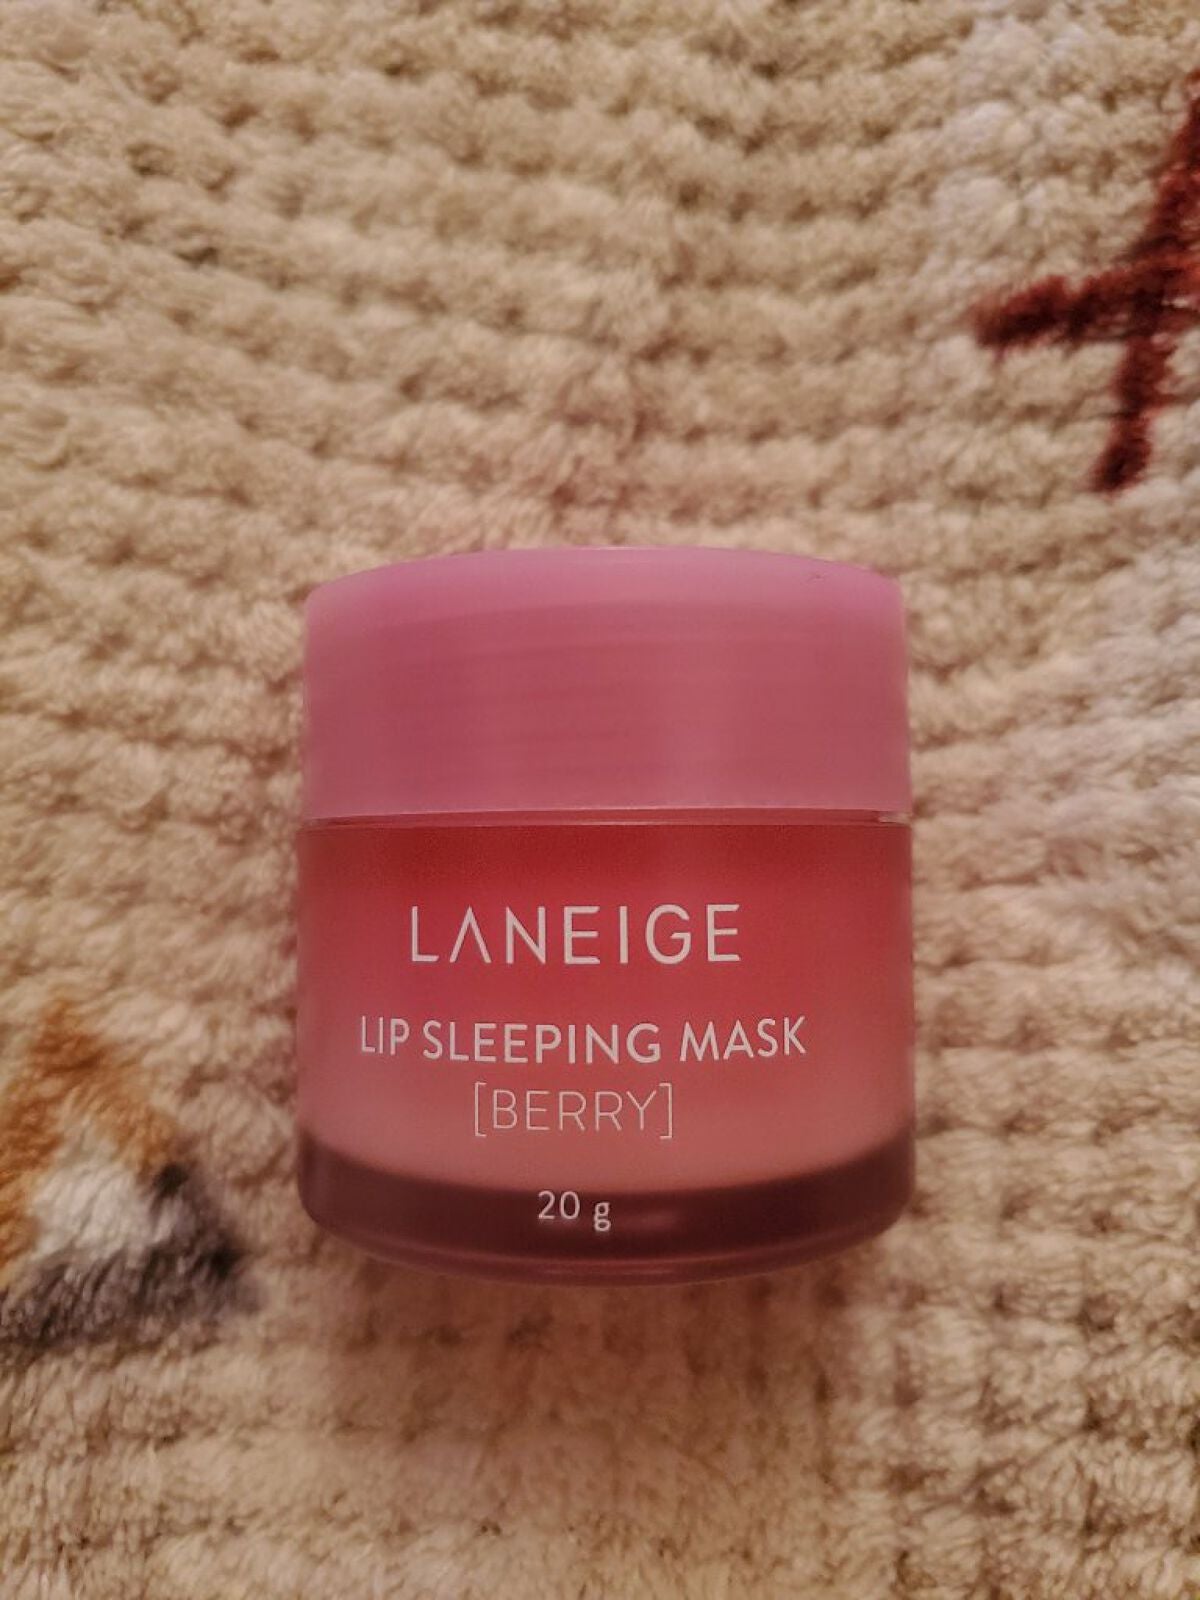 LANEIGE
LIP SLEEPING MASK
[BERRY]
20 g